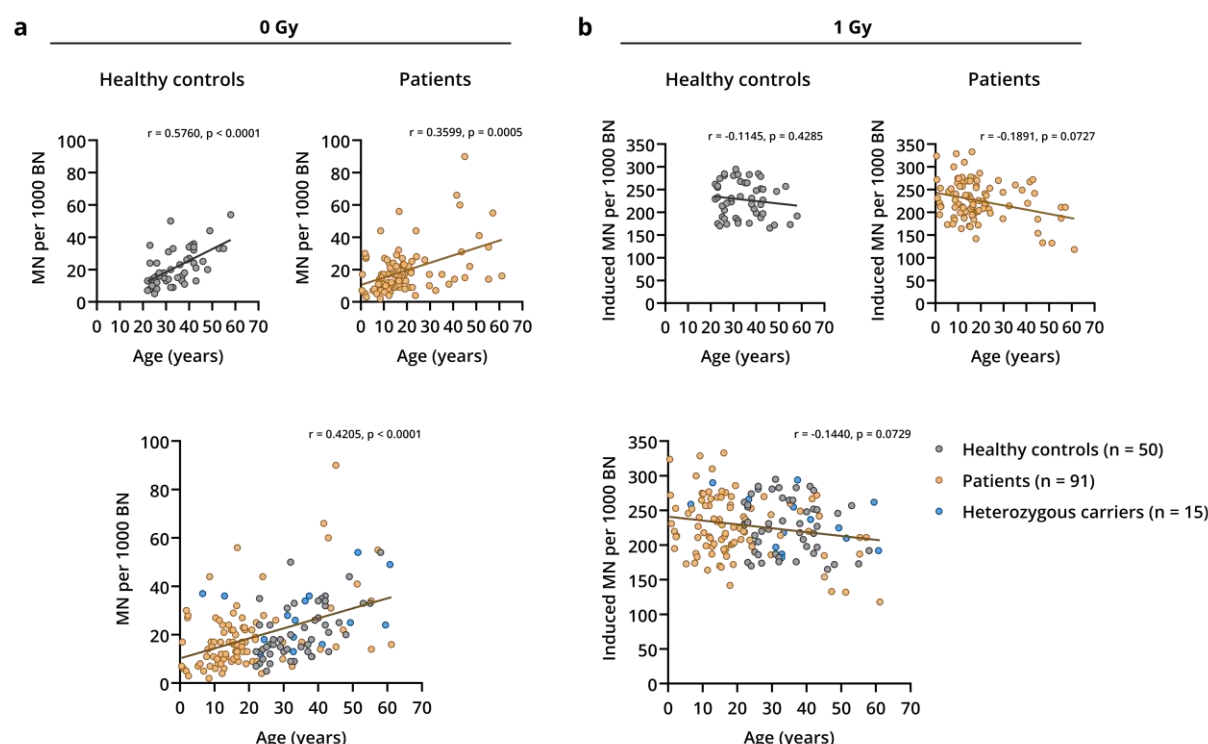 a
0 Gy
Healthy controls
Patients
r = 0.5760, p < 0.0001
MN per 1000 BN
100
80
60
40
20
0
0 10 20 30 40 50 60 70
Age (years)
r = 0.3599, p = 0.0005
MN per 1000 BN
100
80
60
40
20
0
0 10 20 30 40 50 60 70
Age (years)
r = 0.4205, p < 0.0001
MN per 1000 BN
100
80
60
40
20
0
0 10 20 30 40 50 60 70
Age (years)
b
1 Gy
Healthy controls
Patients
r = -0.1145, p = 0.4285
Induced MN per 1000 BN
350
300
250
200
150
100
50
0
0 10 20 30 40 50 60 70
Age (years)
r = -0.1891, p = 0.0727
Induced MN per 1000 BN
350
300
250
200
150
100
50
0
0 10 20 30 40 50 60 70
Age (years)
r = -0.1440, p = 0.0729
Induced MN per 1000 BN
350
300
250
200
150
100
50
0
0 10 20 30 40 50 60 70
Age (years)
Healthy controls (n = 50)
Patients (n = 91)
Heterozygous carriers (n = 15)